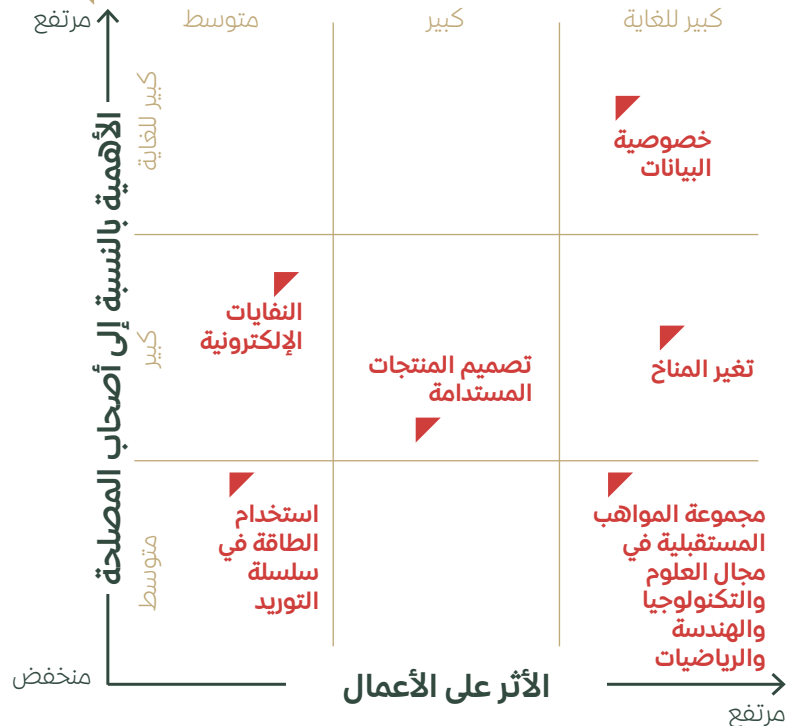 مرتفع
كبير للغاية
كبير
متوسط
الأهمية بالنسبة إلى أصحاب المصلحة
كبير للغاية
كبير
متوسط
خصوصية
البيانات
تغير المناخ
تصميم المنتجات
المستدامة
النفايات
الإلكترونية
مجموعة المواهب
المستقبلية في
مجال العلوم
والتكنولوجيا
والهندسة
والرياضيات
استخدام
الطاقة في
سلسلة
التوريد
منخفض
الأثر على الأعمال
مرتفع